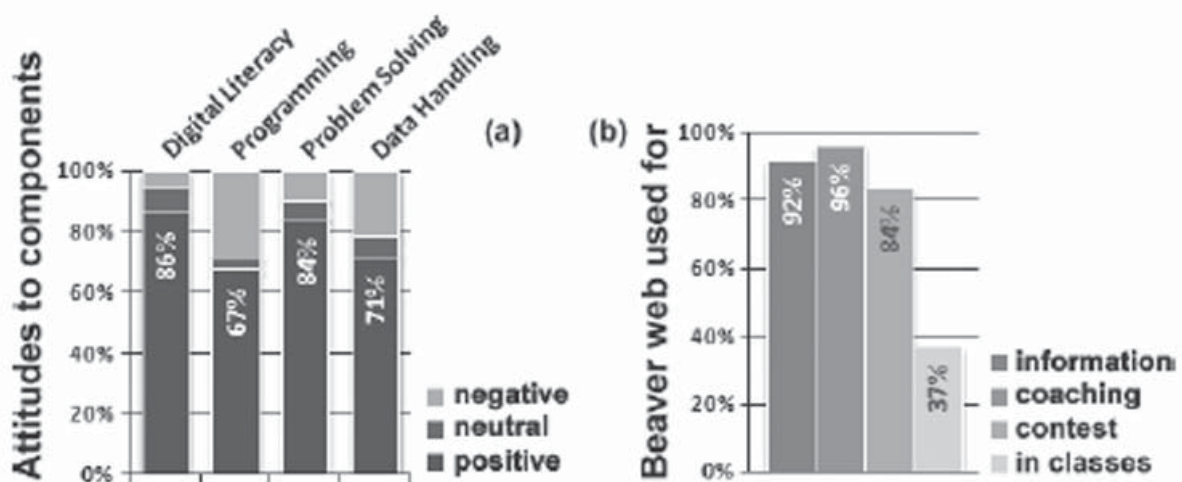 Attitudes to components
Digital Literacy
Programming
Problem Solving
Data Handling
(a)
100%
80%
60%
40%
20%
0%
86%
67%
84%
71%
negative
neutral
positive
(b)
Beaver web used for
100%
80%
60%
40%
20%
0%
92%
96%
84%
37%
information
coaching
contest
in classes